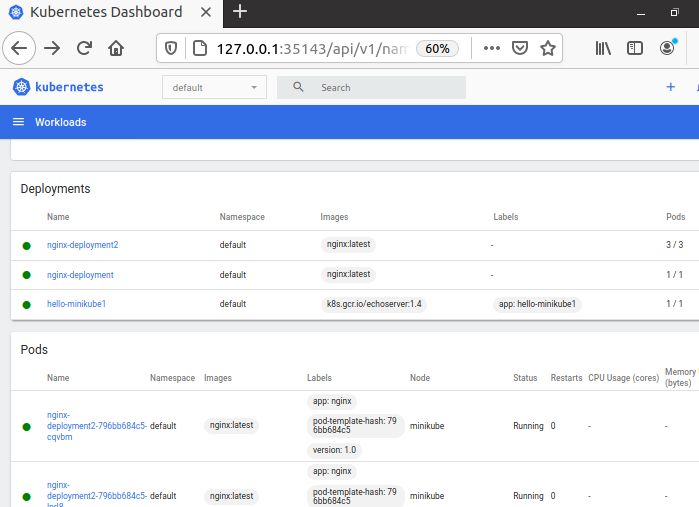 Kubernetes Dashboard
127.0.0.1:35143/api/v1/nam
60%
kubernetes
default
Search
Workloads
Deployments
Name Namespace Images Labels Pods
nginx-deployment2 default nginx:latest - 3 / 3
nginx-deployment default nginx:latest - 1 / 1
hello-minikube1 default k8s.gcr.io/echoserver:1.4 app: hello-minikube1 1 / 1
Pods
Name Namespace Images Labels Node Status Restarts CPU Usage (cores) Memory
(bytes)
nginx-
deployment2-796bb684c5-
cqvbm
default nginx:latest
app: nginx
pod-template-hash: 79
6bb684c5
version: 1.0
minikube Running 0 - -
nginx-
deployment2-796bb684c5-
default nginx:latest
app: nginx
pod-template-hash: 79
6bb684c5
minikube Running 0 - -